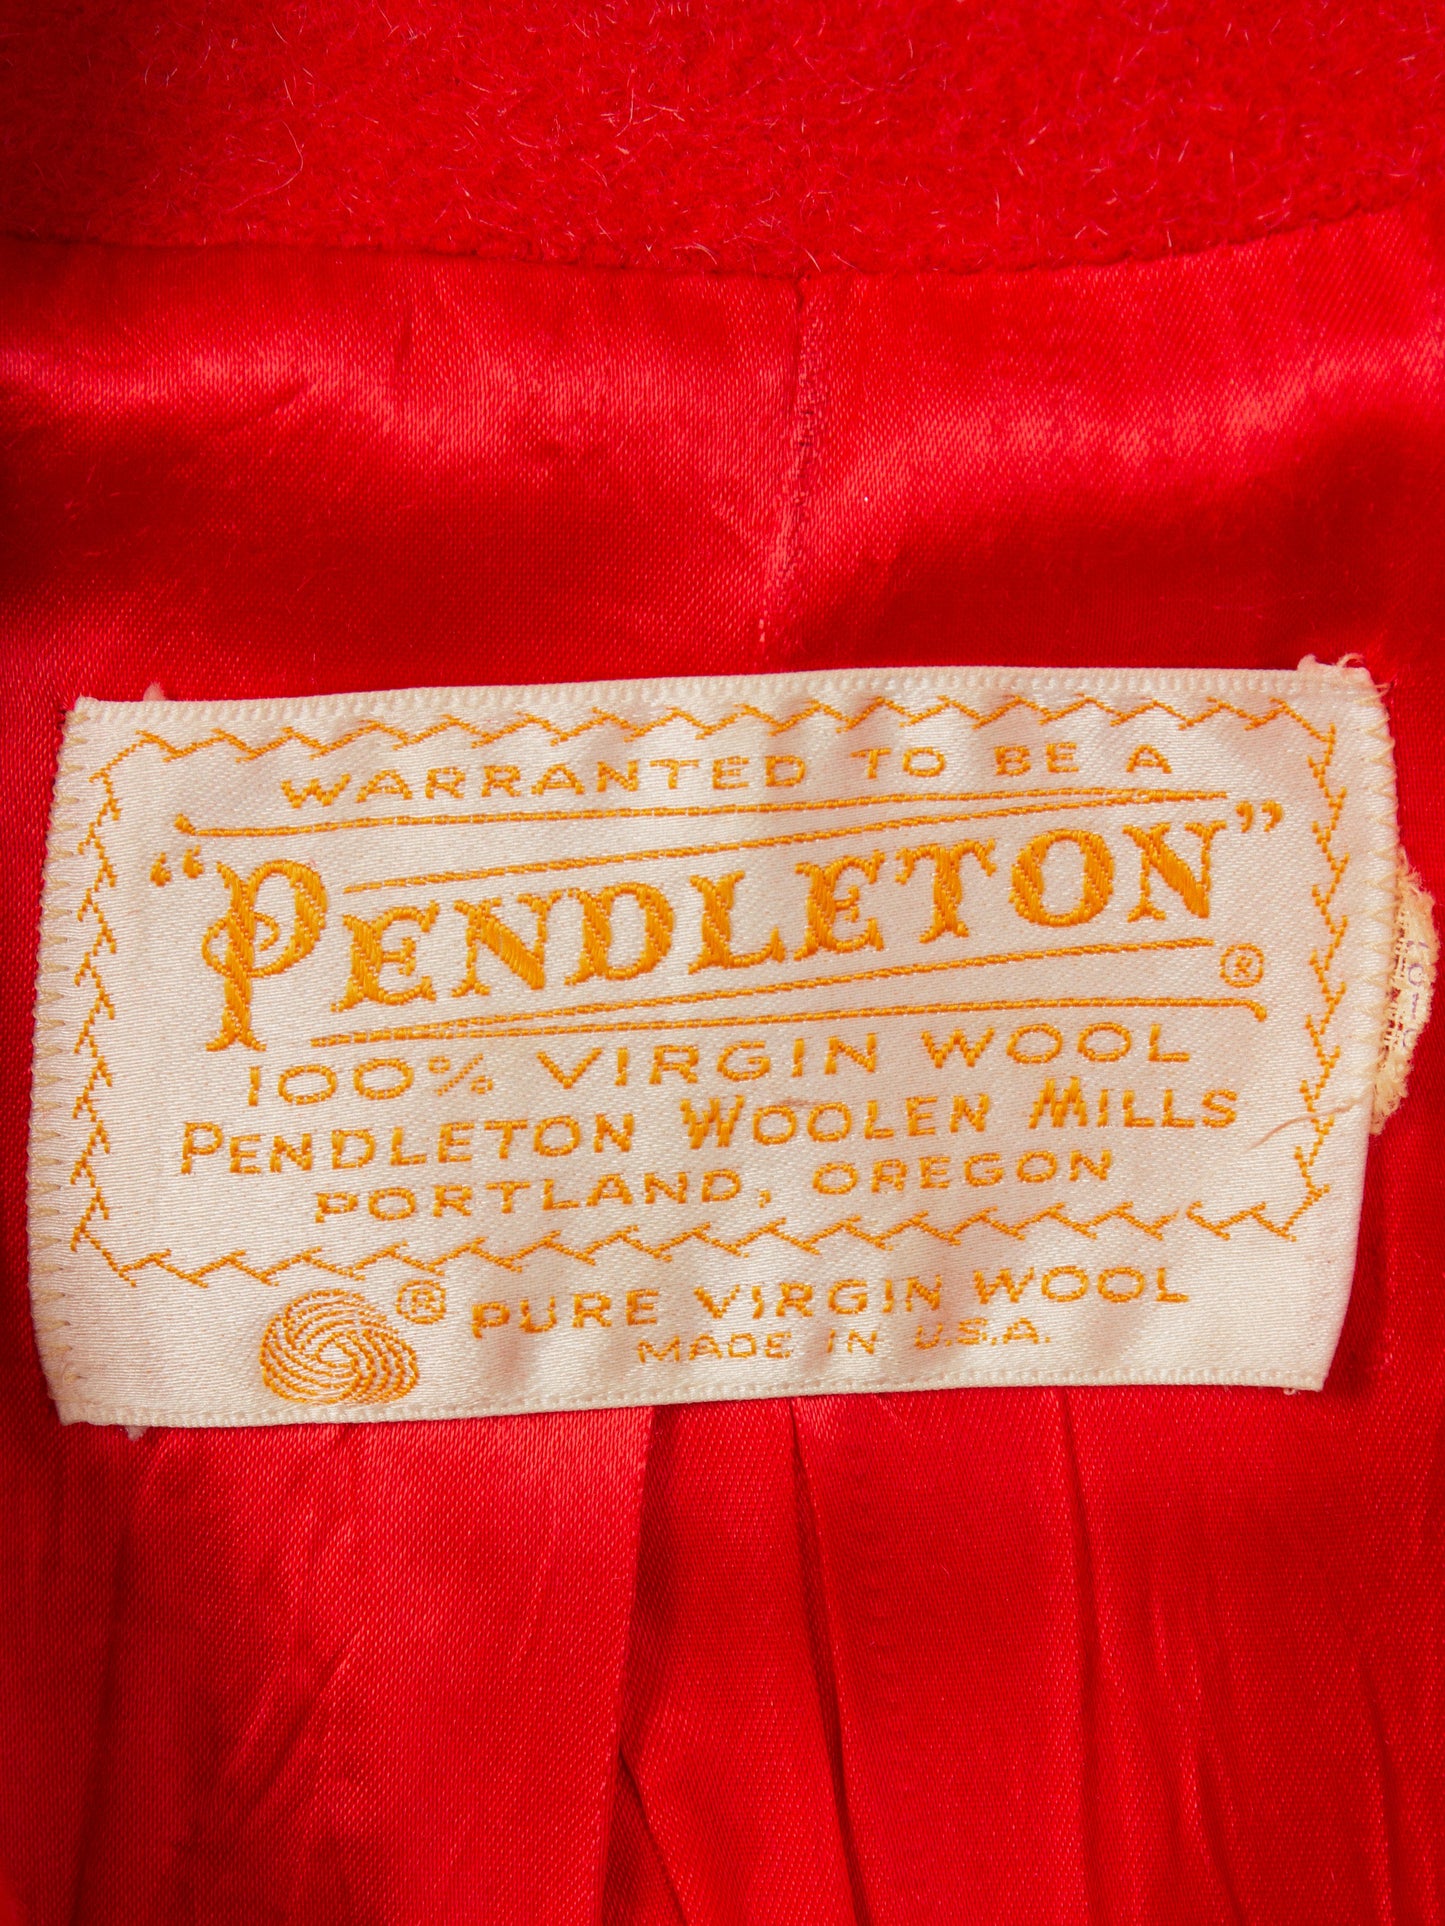 WARRANTED TO BE A
"PENDLETON"®
100% VIRGIN WOOL
PENDLETON WOOLEN MILLS
PORTLAND, OREGON
® PURE VIRGIN WOOL
MADE IN U.S.A.